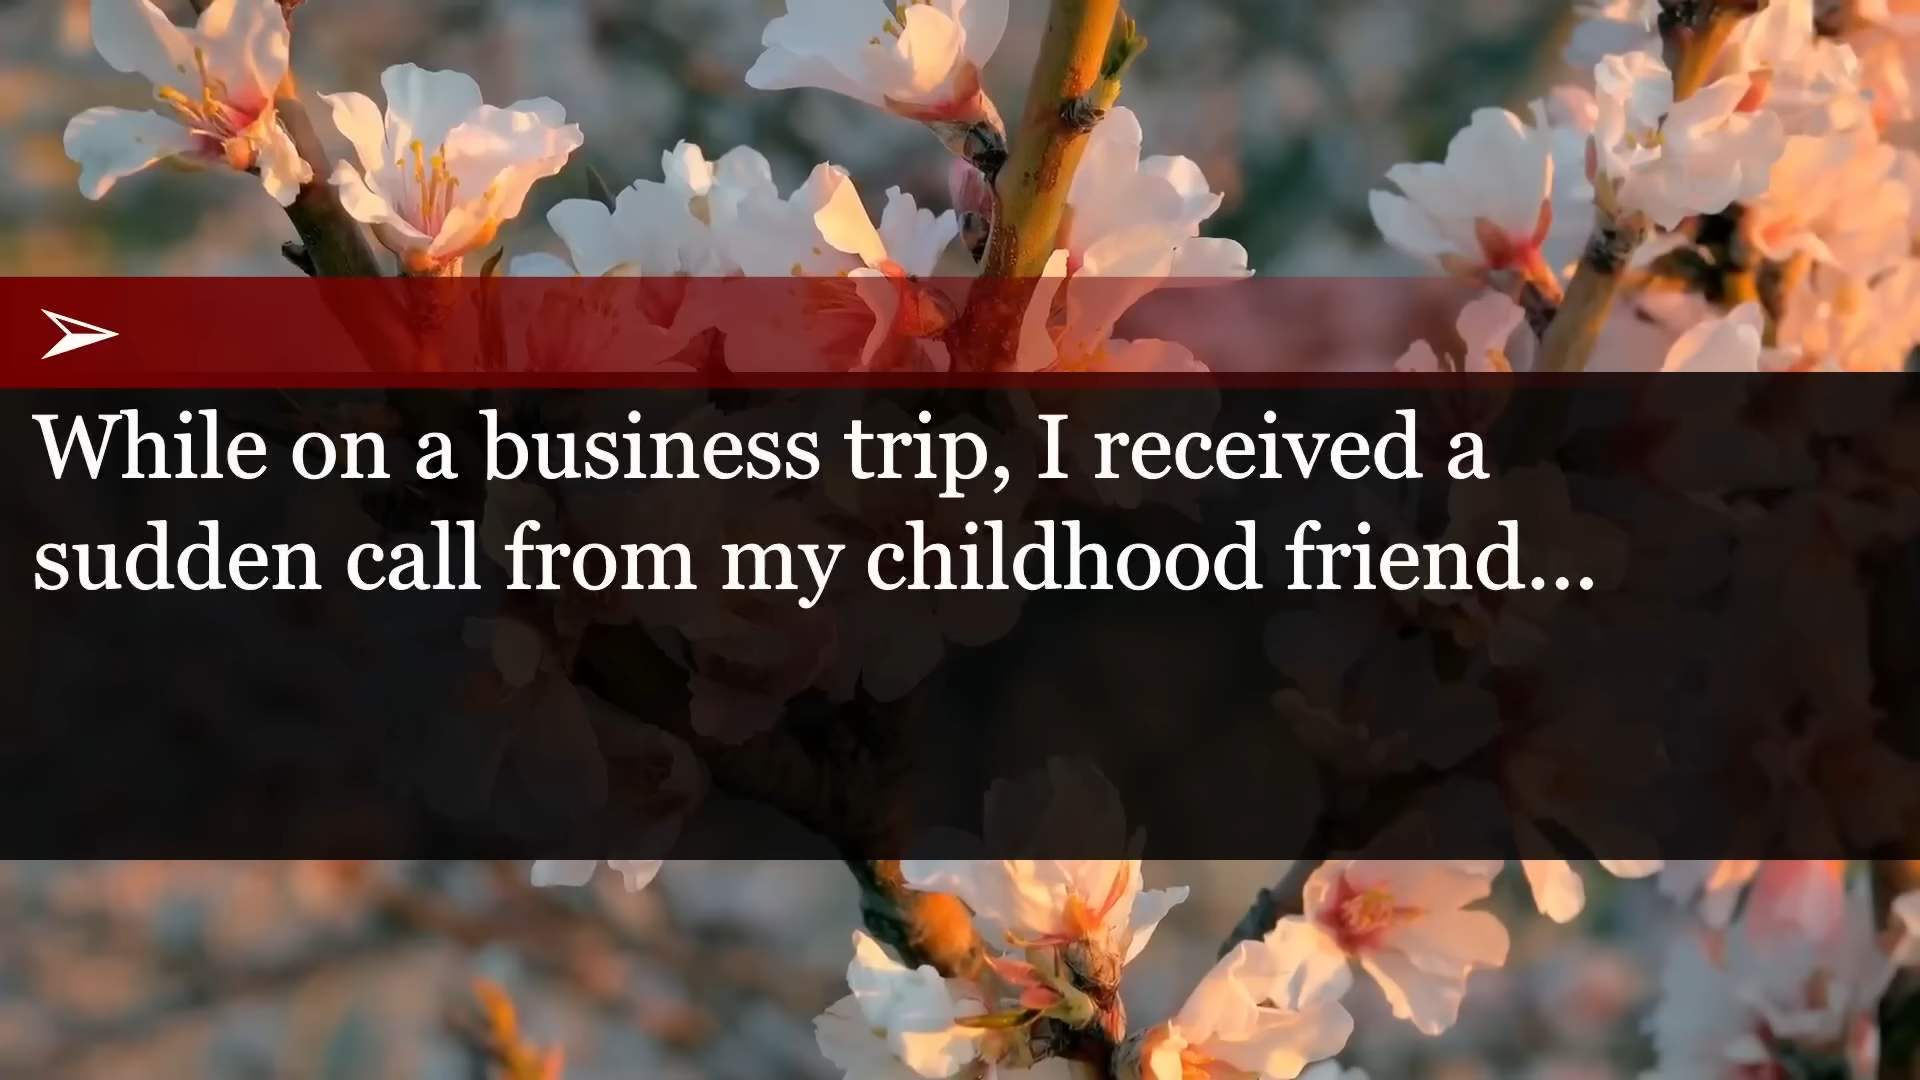 While on a business trip, I received a
sudden call from my childhood friend...